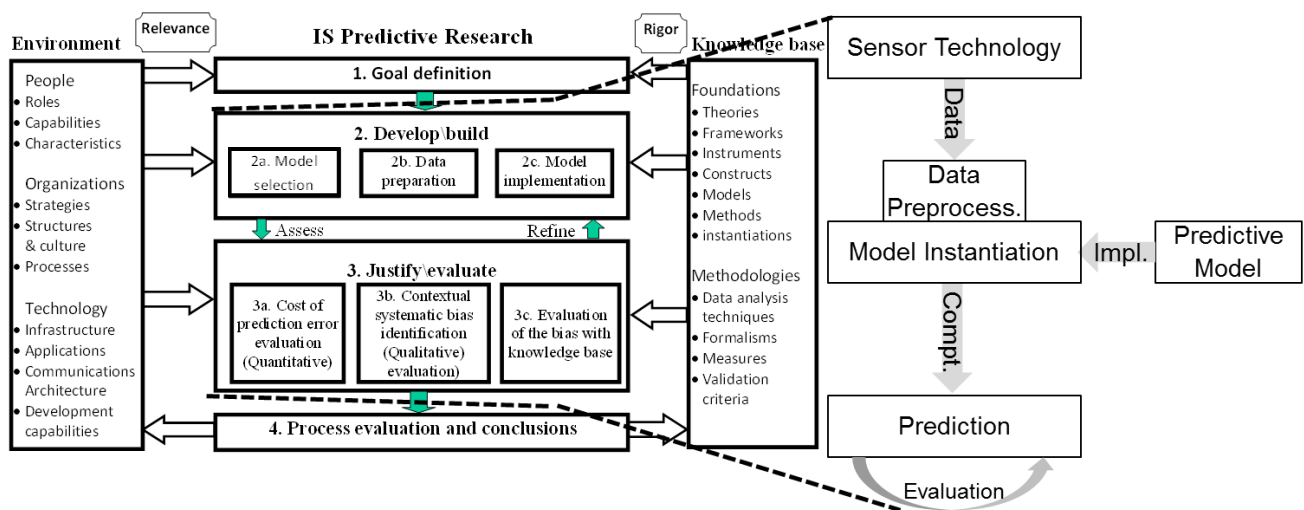 Relevance
IS Predictive Research
Rigor
Environment
People
• Roles
• Capabilities
• Characteristics
Organizations
• Strategies
• Structures
& culture
• Processes
Technology
• Infrastructure
• Applications
• Communications
Architecture
• Development
capabilities
1. Goal definition
2. Develop\build
2a. Model
selection
2b. Data
preparation
2c. Model
implementation
Assess
Refine
3. Justify\evaluate
3a. Cost of
prediction error
evaluation
(Quantitative)
3b. Contextual
systematic bias
identification
(Qualitative)
evaluation)
3c. Evaluation
of the bias with
knowledge base
4. Process evaluation and conclusions
Knowledge base
Foundations
• Theories
• Frameworks
• Instruments
• Constructs
• Models
• Methods
• instantiations
Methodologies
• Data analysis
techniques
• Formalisms
• Measures
• Validation
criteria
Sensor Technology
Data
Data
Preprocess.
Model Instantiation
Impl.
Predictive
Model
Compt.
Prediction
Evaluation